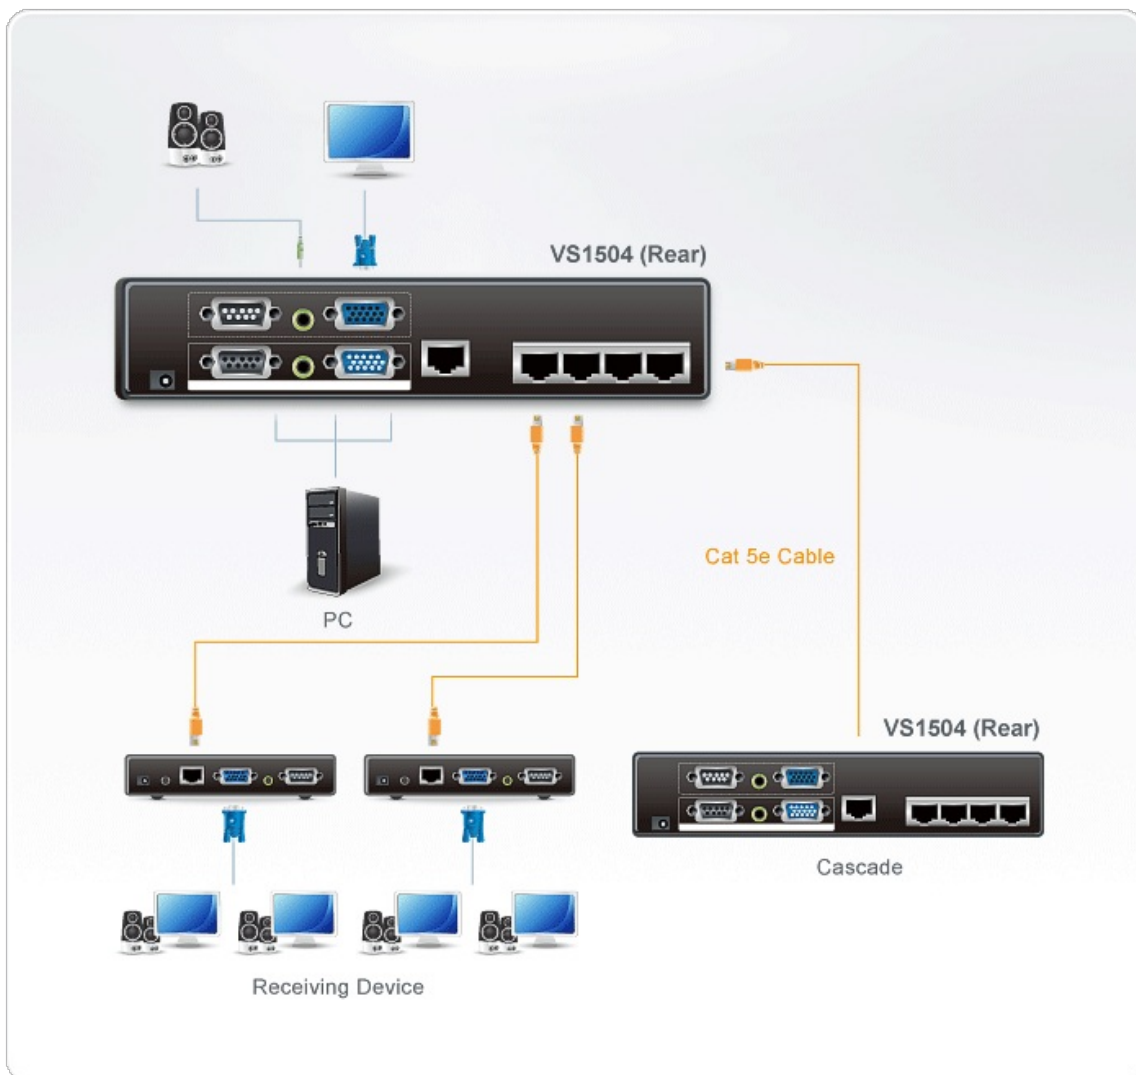 VS1504 (Rear)
PC
Cat 5e Cable
VS1504 (Rear)
Cascade
Receiving Device